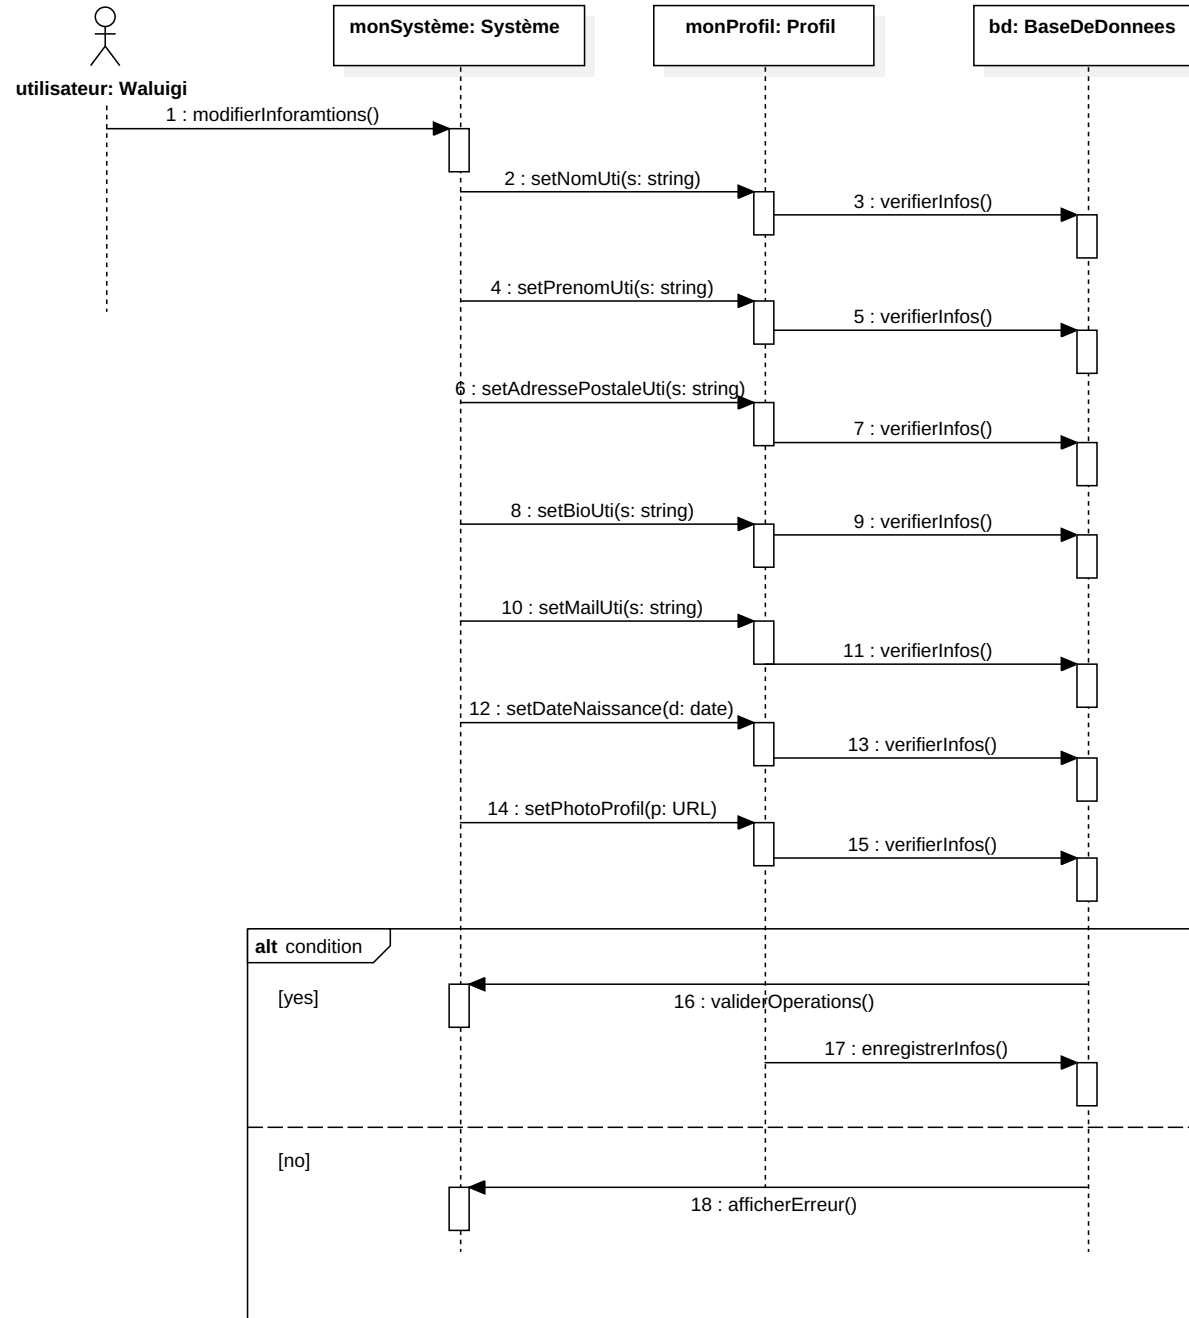 monSystème: Système
monProfil: Profil
bd: BaseDeDonnees
utilisateur: Waluigi
1 : modifierInforamtions()
2 : setNomUti(s: string)
3 : verifierInfos()
4 : setPrenomUti(s: string)
5 : verifierInfos()
6 : setAdressePostaleUti(s: string)
7 : verifierInfos()
8 : setBioUti(s: string)
9 : verifierInfos()
10 : setMailUti(s: string)
11 : verifierInfos()
12 : setDateNaissance(d: date)
13 : verifierInfos()
14 : setPhotoProfil(p: URL)
15 : verifierInfos()
alt condition
[yes]
16 : validerOperations()
17 : enregistrerInfos()
[no]
18 : afficherErreur()